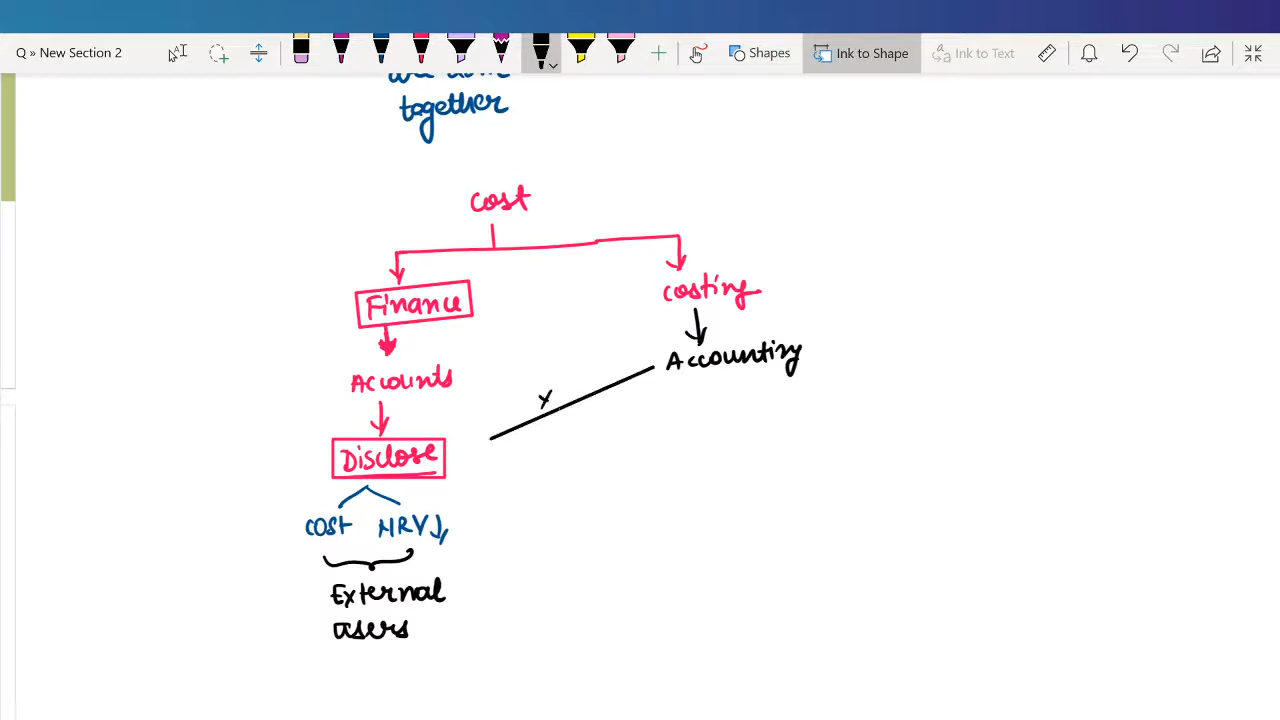 Q » New Section 2
Shapes
Ink to Shape
Ink to Text
together
Cost
Finance
Costing
Accounts
Accounting
x
Disclose
Cost NRV↓
External
users